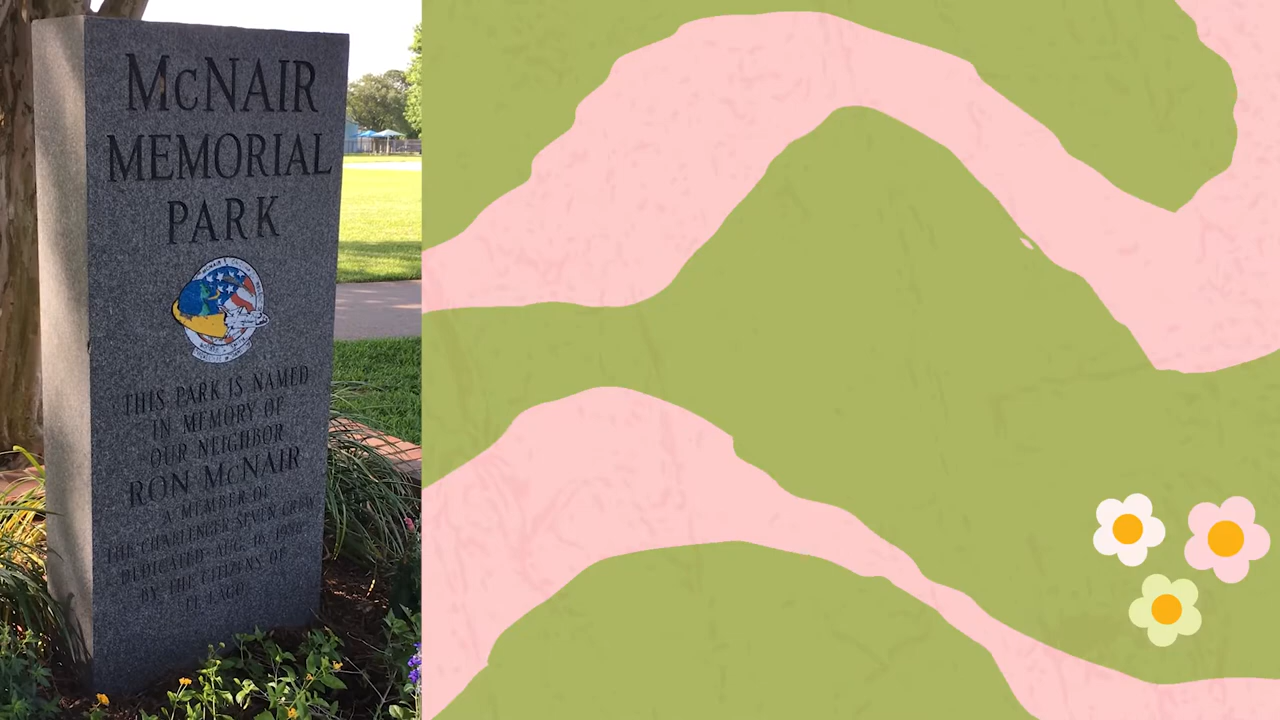 McNAIR
MEMORIAL
PARK
THIS PARK IS NAMED
IN MEMORY OF
OUR NEIGHBOR
RON McNAIR
A MEMBER OF
THE CHALLENGER SEVEN CREW
DEDICATED AUG. 16,
BY THE CITIZENS OF
EL LAGO